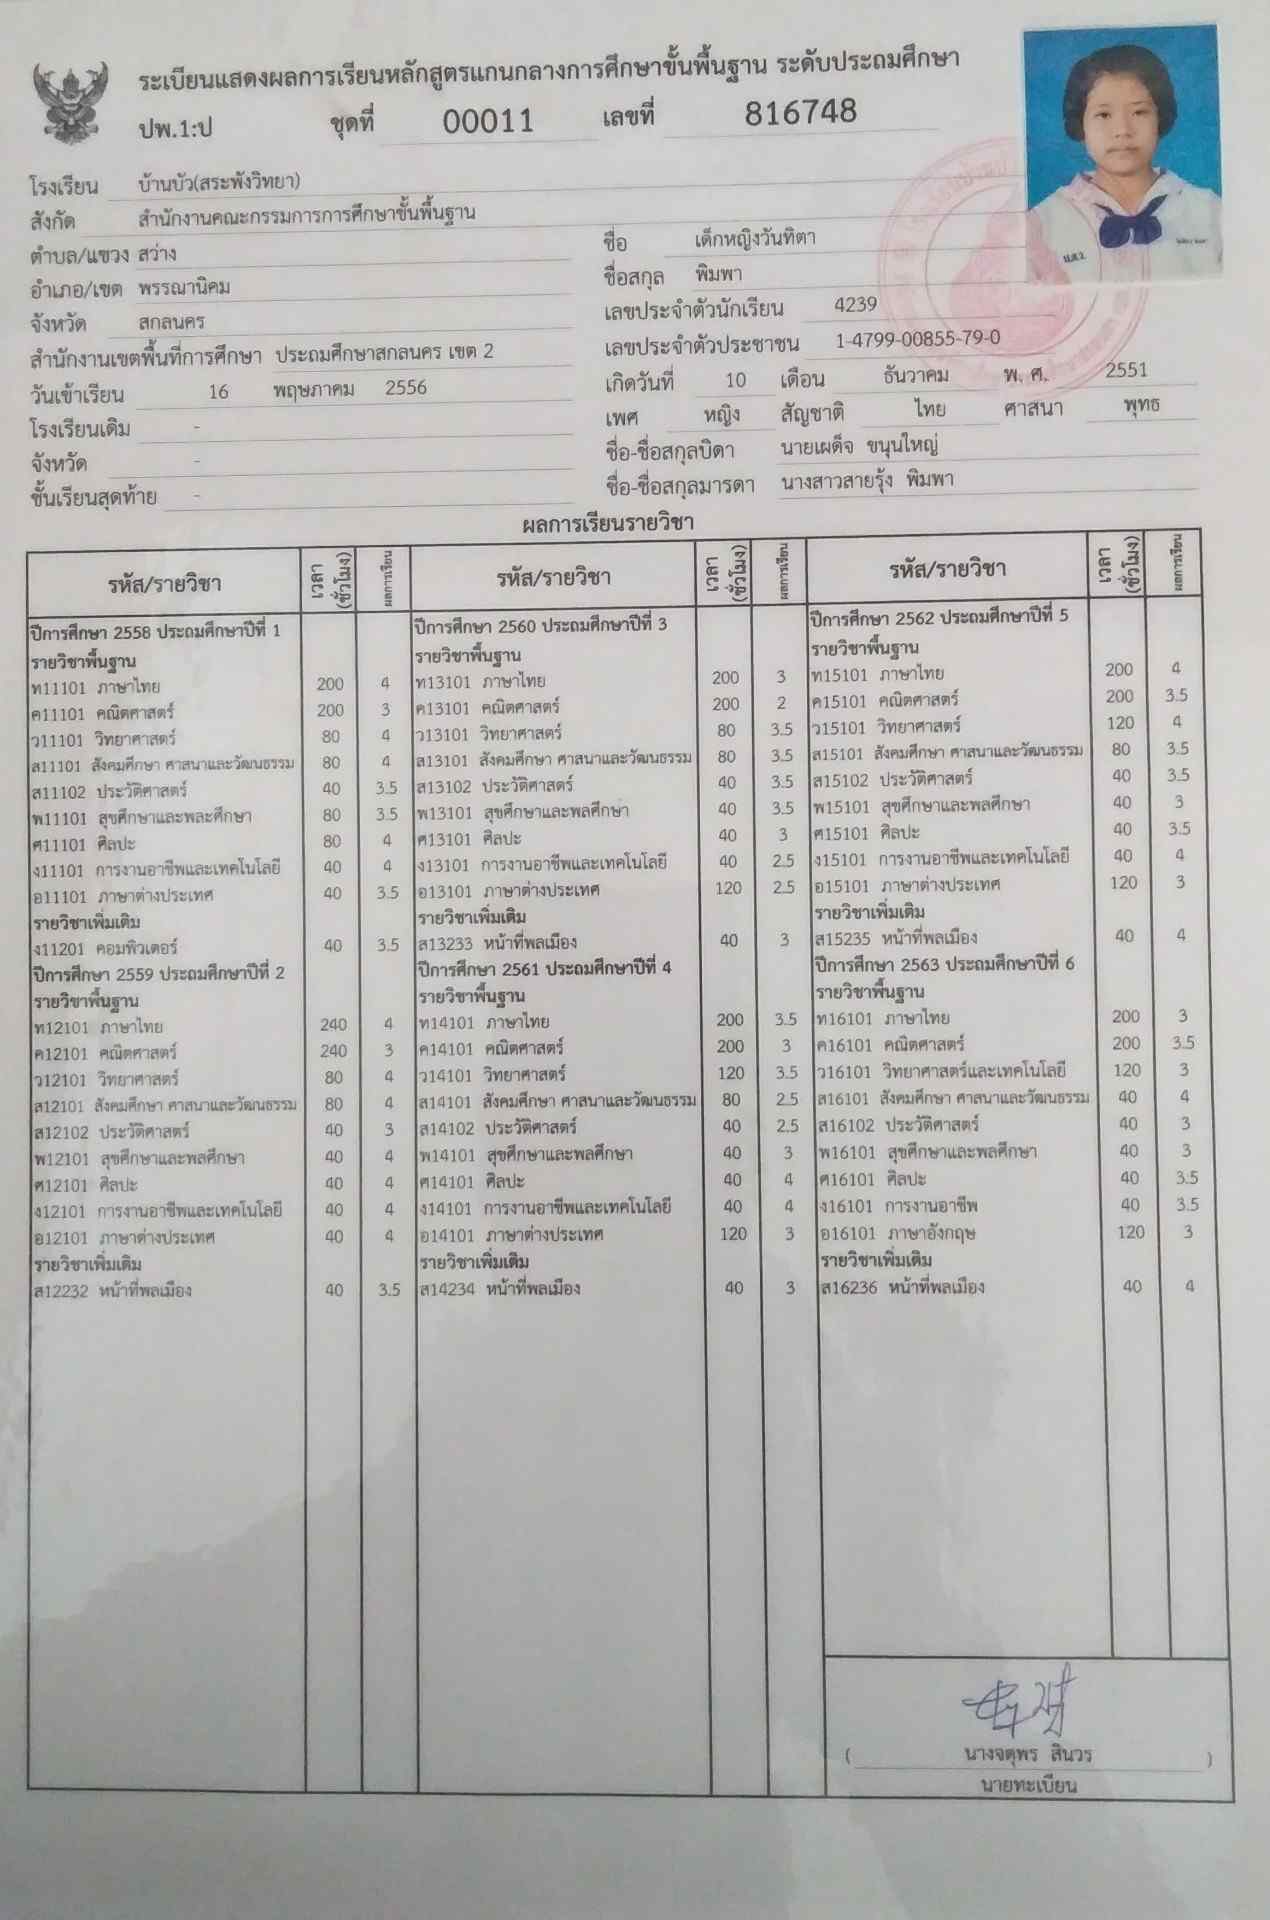 ระเบียนแสดงผลการเรียนหลักสูตรแกนกลางการศึกษาขั้นพื้นฐาน ระดับประถมศึกษา
ปพ.1:ป ชุดที่ 00011 เลขที่ 816748
โรงเรียน บ้านบัว(สระพังวิทยา)
สังกัด สำนักงานคณะกรรมการการศึกษาขั้นพื้นฐาน
ตำบล/แขวง สว่าง
อำเภอ/เขต พรรณานิคม
จังหวัด สกลนคร
สำนักงานเขตพื้นที่การศึกษา ประถมศึกษาสกลนคร เขต 2
วันเข้าเรียน 16 พฤษภาคม 2556
โรงเรียนเดิม -
จังหวัด -
ชั้นเรียนสุดท้าย -
ชื่อ เด็กหญิงวันทิตา
ชื่อสกุล พิมพา
เลขประจำตัวนักเรียน 4239
เลขประจำตัวประชาชน 1-4799-00855-79-0
เกิดวันที่ 10 เดือน ธันวาคม พ.ศ. 2551
เพศ หญิง สัญชาติ ไทย ศาสนา พุทธ
ชื่อ-ชื่อสกุลบิดา นายเผด็จ ขนุนใหญ่
ชื่อ-ชื่อสกุลมารดา นางสาวสายรุ้ง พิมพา
ผลการเรียนรายวิชา
รหัส/รายวิชา เวลา (ชั่วโมง) ผลการเรียน
ปีการศึกษา 2558 ประถมศึกษาปีที่ 1
รายวิชาพื้นฐาน
ท11101 ภาษาไทย 200 4
ค11101 คณิตศาสตร์ 200 3
ว11101 วิทยาศาสตร์ 80 4
ส11101 สังคมศึกษา ศาสนาและวัฒนธรรม 80 4
ส11102 ประวัติศาสตร์ 40 3.5
พ11101 สุขศึกษาและพละศึกษา 80 3.5
ศ11101 ศิลปะ 80 4
ง11101 การงานอาชีพและเทคโนโลยี 40 4
อ11101 ภาษาต่างประเทศ 40 3.5
รายวิชาเพิ่มเติม
ง11201 คอมพิวเตอร์ 40 3.5
ปีการศึกษา 2559 ประถมศึกษาปีที่ 2
รายวิชาพื้นฐาน
ท12101 ภาษาไทย 240 4
ค12101 คณิตศาสตร์ 240 3
ว12101 วิทยาศาสตร์ 80 4
ส12101 สังคมศึกษา ศาสนาและวัฒนธรรม 80 4
ส12102 ประวัติศาสตร์ 40 3
พ12101 สุขศึกษาและพลศึกษา 40 4
ศ12101 ศิลปะ 40 4
ง12101 การงานอาชีพและเทคโนโลยี 40 4
อ12101 ภาษาต่างประเทศ 40 4
รายวิชาเพิ่มเติม
ส12232 หน้าที่พลเมือง 40 3.5
รหัส/รายวิชา เวลา (ชั่วโมง) ผลการเรียน
ปีการศึกษา 2560 ประถมศึกษาปีที่ 3
รายวิชาพื้นฐาน
ท13101 ภาษาไทย 200 3
ค13101 คณิตศาสตร์ 200 2
ว13101 วิทยาศาสตร์ 80 3.5
ส13101 สังคมศึกษา ศาสนาและวัฒนธรรม 80 3.5
ส13102 ประวัติศาสตร์ 40 3.5
พ13101 สุขศึกษาและพลศึกษา 40 3.5
ศ13101 ศิลปะ 40 3
ง13101 การงานอาชีพและเทคโนโลยี 40 2.5
อ13101 ภาษาต่างประเทศ 120 2.5
รายวิชาเพิ่มเติม
ส13233 หน้าที่พลเมือง 40 3
ปีการศึกษา 2561 ประถมศึกษาปีที่ 4
รายวิชาพื้นฐาน
ท14101 ภาษาไทย 200 3.5
ค14101 คณิตศาสตร์ 200 3
ว14101 วิทยาศาสตร์ 120 3.5
ส14101 สังคมศึกษา ศาสนาและวัฒนธรรม 80 2.5
ส14102 ประวัติศาสตร์ 40 2.5
พ14101 สุขศึกษาและพลศึกษา 40 3
ศ14101 ศิลปะ 40 4
ง14101 การงานอาชีพและเทคโนโลยี 40 4
อ14101 ภาษาต่างประเทศ 120 3
รายวิชาเพิ่มเติม
ส14234 หน้าที่พลเมือง 40 3
รหัส/รายวิชา เวลา (ชั่วโมง) ผลการเรียน
ปีการศึกษา 2562 ประถมศึกษาปีที่ 5
รายวิชาพื้นฐาน
ท15101 ภาษาไทย 200 4
ค15101 คณิตศาสตร์ 200 3.5
ว15101 วิทยาศาสตร์ 120 4
ส15101 สังคมศึกษา ศาสนาและวัฒนธรรม 80 3.5
ส15102 ประวัติศาสตร์ 40 3.5
พ15101 สุขศึกษาและพลศึกษา 40 3
ศ15101 ศิลปะ 40 3.5
ง15101 การงานอาชีพและเทคโนโลยี 40 4
อ15101 ภาษาต่างประเทศ 120 3
รายวิชาเพิ่มเติม
ส15235 หน้าที่พลเมือง 40 4
ปีการศึกษา 2563 ประถมศึกษาปีที่ 6
รายวิชาพื้นฐาน
ท16101 ภาษาไทย 200 3
ค16101 คณิตศาสตร์ 200 3.5
ว16101 วิทยาศาสตร์และเทคโนโลยี 120 3
ส16101 สังคมศึกษา ศาสนาและวัฒนธรรม 40 4
ส16102 ประวัติศาสตร์ 40 3
พ16101 สุขศึกษาและพลศึกษา 40 3
ศ16101 ศิลปะ 40 3.5
ง16101 การงานอาชีพ 40 3.5
อ16101 ภาษาอังกฤษ 120 3
รายวิชาเพิ่มเติม
ส16236 หน้าที่พลเมือง 40 4
( นางจตุพร สินวร )
นายทะเบียน